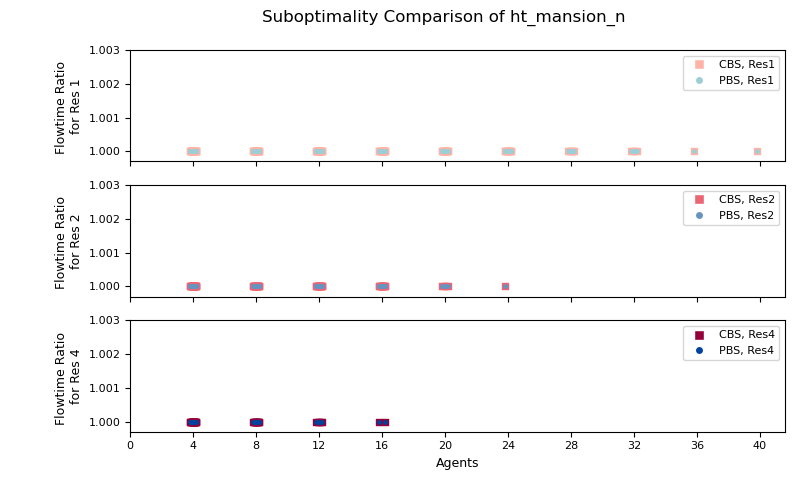 Suboptimality Comparison of ht_mansion_n
Flowtime Ratio
for Res 1
1.003
1.002
1.001
1.000
CBS, Res1
PBS, Res1
Flowtime Ratio
for Res 2
1.003
1.002
1.001
1.000
CBS, Res2
PBS, Res2
Flowtime Ratio
for Res 4
1.003
1.002
1.001
1.000
CBS, Res4
PBS, Res4
0 4 8 12 16 20 24 28 32 36 40
Agents